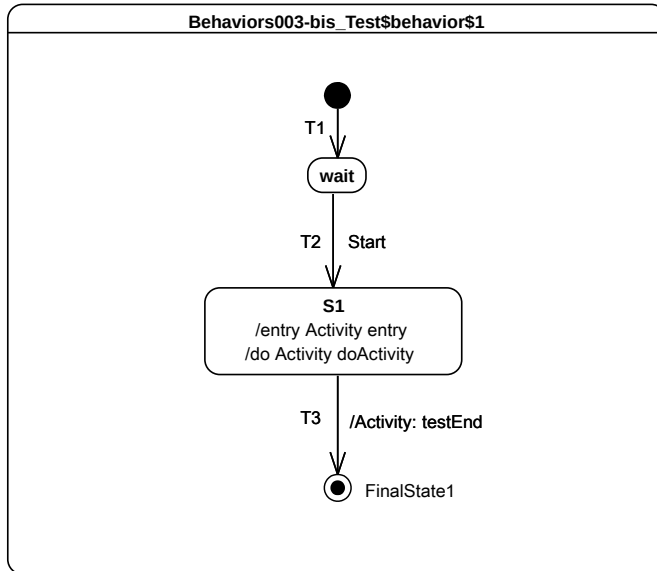 Behaviors003-bis_Test$behavior$1
T1
wait
T2 Start
S1
/entry Activity entry
/do Activity doActivity
T3 /Activity: testEnd
FinalState1